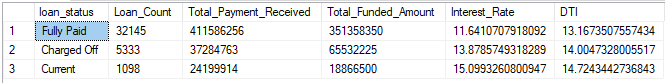 loan_status Loan_Count Total_Payment_Received Total_Funded_Amount Interest_Rate DTI
1 Fully Paid 32145 411586256 351358350 11.6410707918092 13.1673507557434
2 Charged Off 5333 37284763 65532225 13.8785749318289 14.0047328005517
3 Current 1098 24199914 18866500 15.0993260800947 14.7243442736843